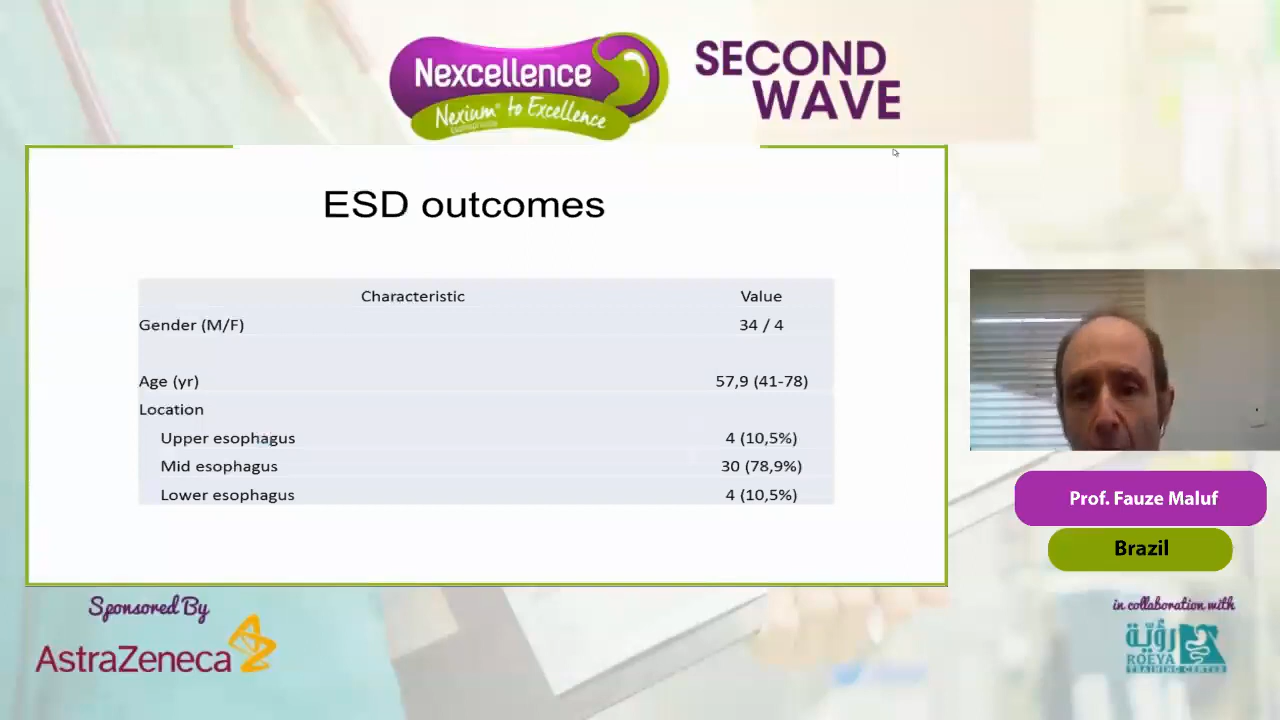 Nexcellence
Nexium® to Excellence
esomeprazole
SECOND
WAVE
ESD outcomes
Characteristic Value
Gender (M/F) 34 / 4
Age (yr) 57,9 (41-78)
Location
Upper esophagus 4 (10,5%)
Mid esophagus 30 (78,9%)
Lower esophagus 4 (10,5%)
Prof. Fauze Maluf
Brazil
Sponsored By
AstraZeneca
in collaboration with
رؤية
ROEYA
TRAINING CENTER